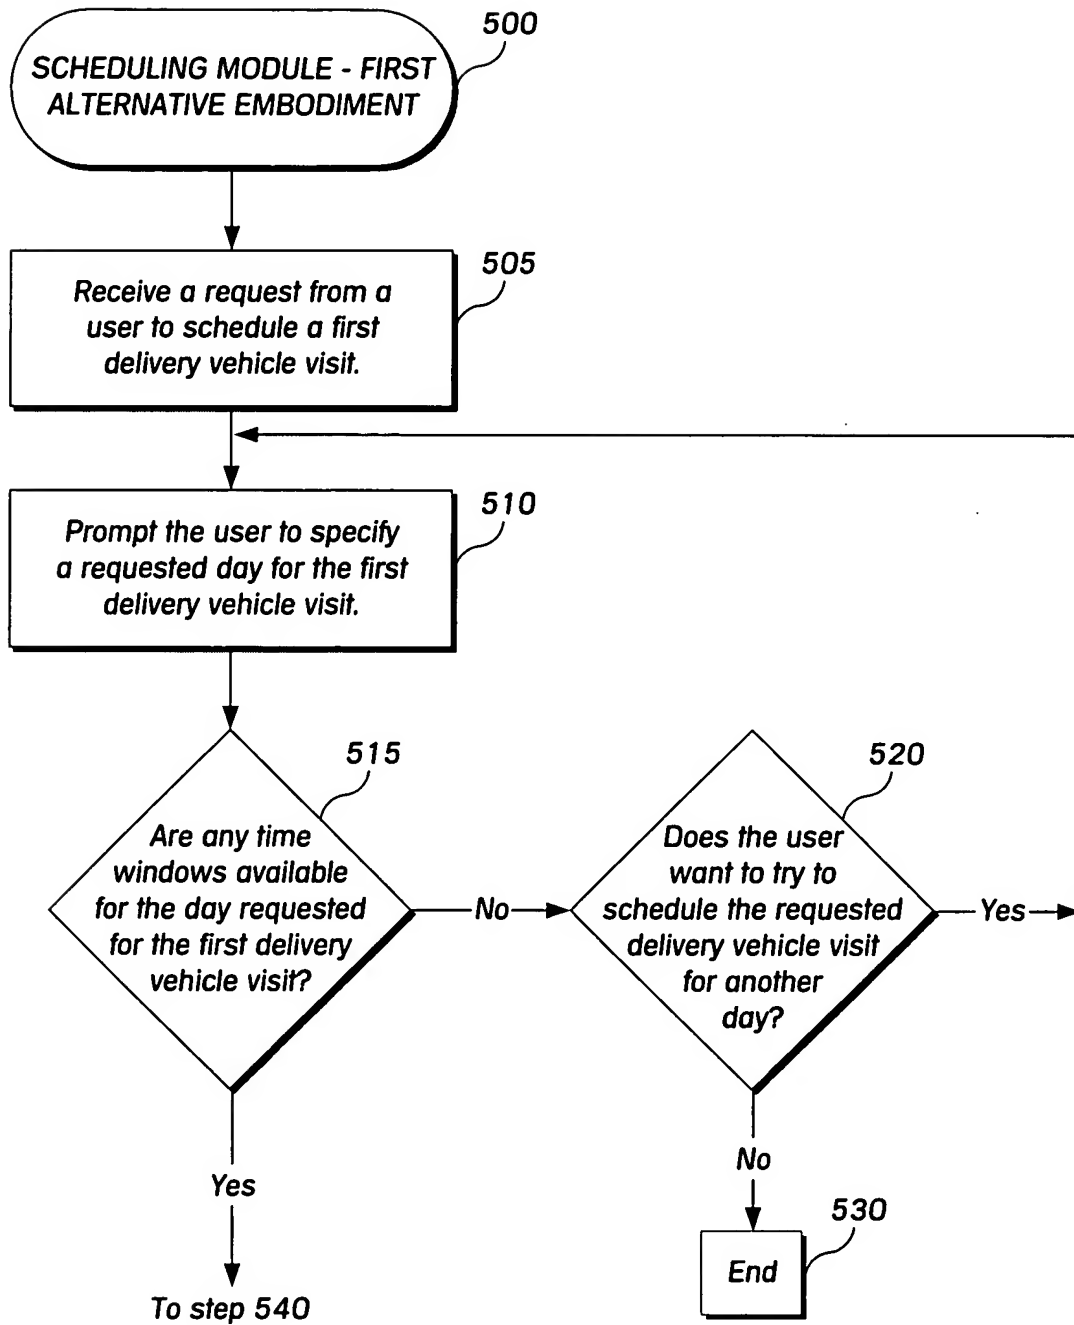 500
SCHEDULING MODULE - FIRST
ALTERNATIVE EMBODIMENT
505
Receive a request from a
user to schedule a first
delivery vehicle visit.
510
Prompt the user to specify
a requested day for the first
delivery vehicle visit.
515
Are any time
windows available
for the day requested
for the first delivery
vehicle visit?
No
520
Does the user
want to try to
schedule the requested
delivery vehicle visit
for another
day?
Yes
Yes
To step 540
No
530
End